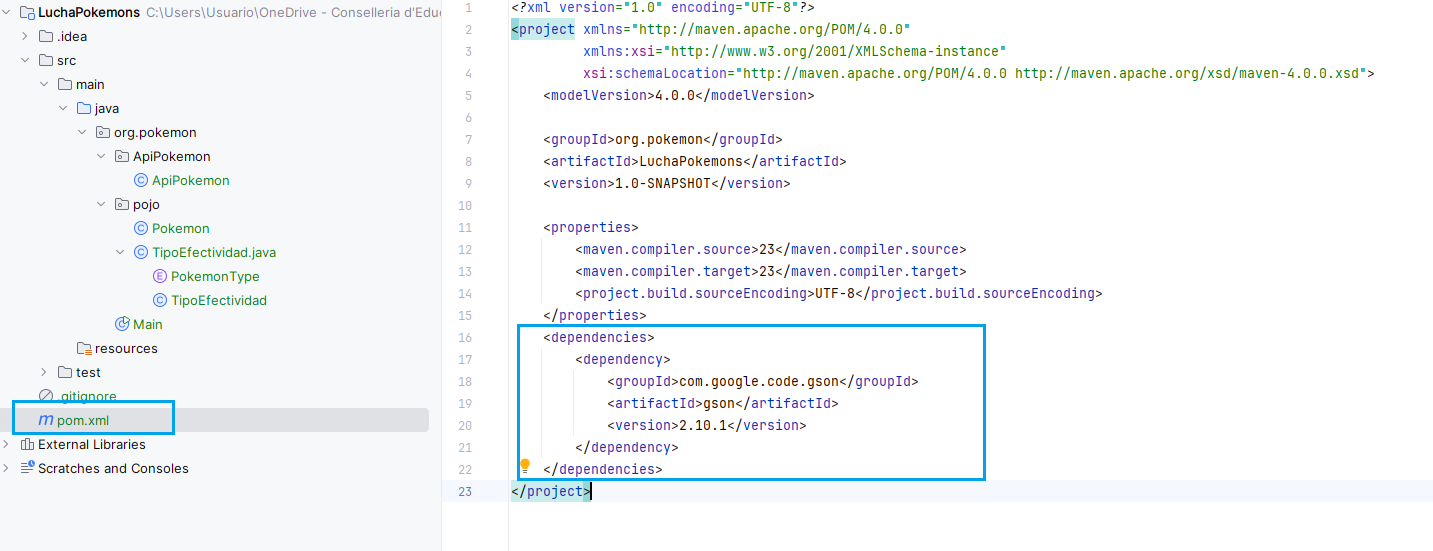 LuchaPokemons C:\Users\Usuario\OneDrive - Conselleria d'Edu
.idea
src
main
java
org.pokemon
ApiPokemon
ApiPokemon
pojo
Pokemon
TipoEfectividad.java
PokemonType
TipoEfectividad
Main
resources
test
.gitignore
pom.xml
External Libraries
Scratches and Consoles
1 <?xml version="1.0" encoding="UTF-8"?>
2 <project xmlns="http://maven.apache.org/POM/4.0.0"
3 xmlns:xsi="http://www.w3.org/2001/XMLSchema-instance"
4 xsi:schemaLocation="http://maven.apache.org/POM/4.0.0 http://maven.apache.org/xsd/maven-4.0.0.xsd">
5 <modelVersion>4.0.0</modelVersion>
6
7 <groupId>org.pokemon</groupId>
8 <artifactId>LuchaPokemons</artifactId>
9 <version>1.0-SNAPSHOT</version>
10
11 <properties>
12 <maven.compiler.source>23</maven.compiler.source>
13 <maven.compiler.target>23</maven.compiler.target>
14 <project.build.sourceEncoding>UTF-8</project.build.sourceEncoding>
15 </properties>
16 <dependencies>
17 <dependency>
18 <groupId>com.google.code.gson</groupId>
19 <artifactId>gson</artifactId>
20 <version>2.10.1</version>
21 </dependency>
22 </dependencies>
23 </project>